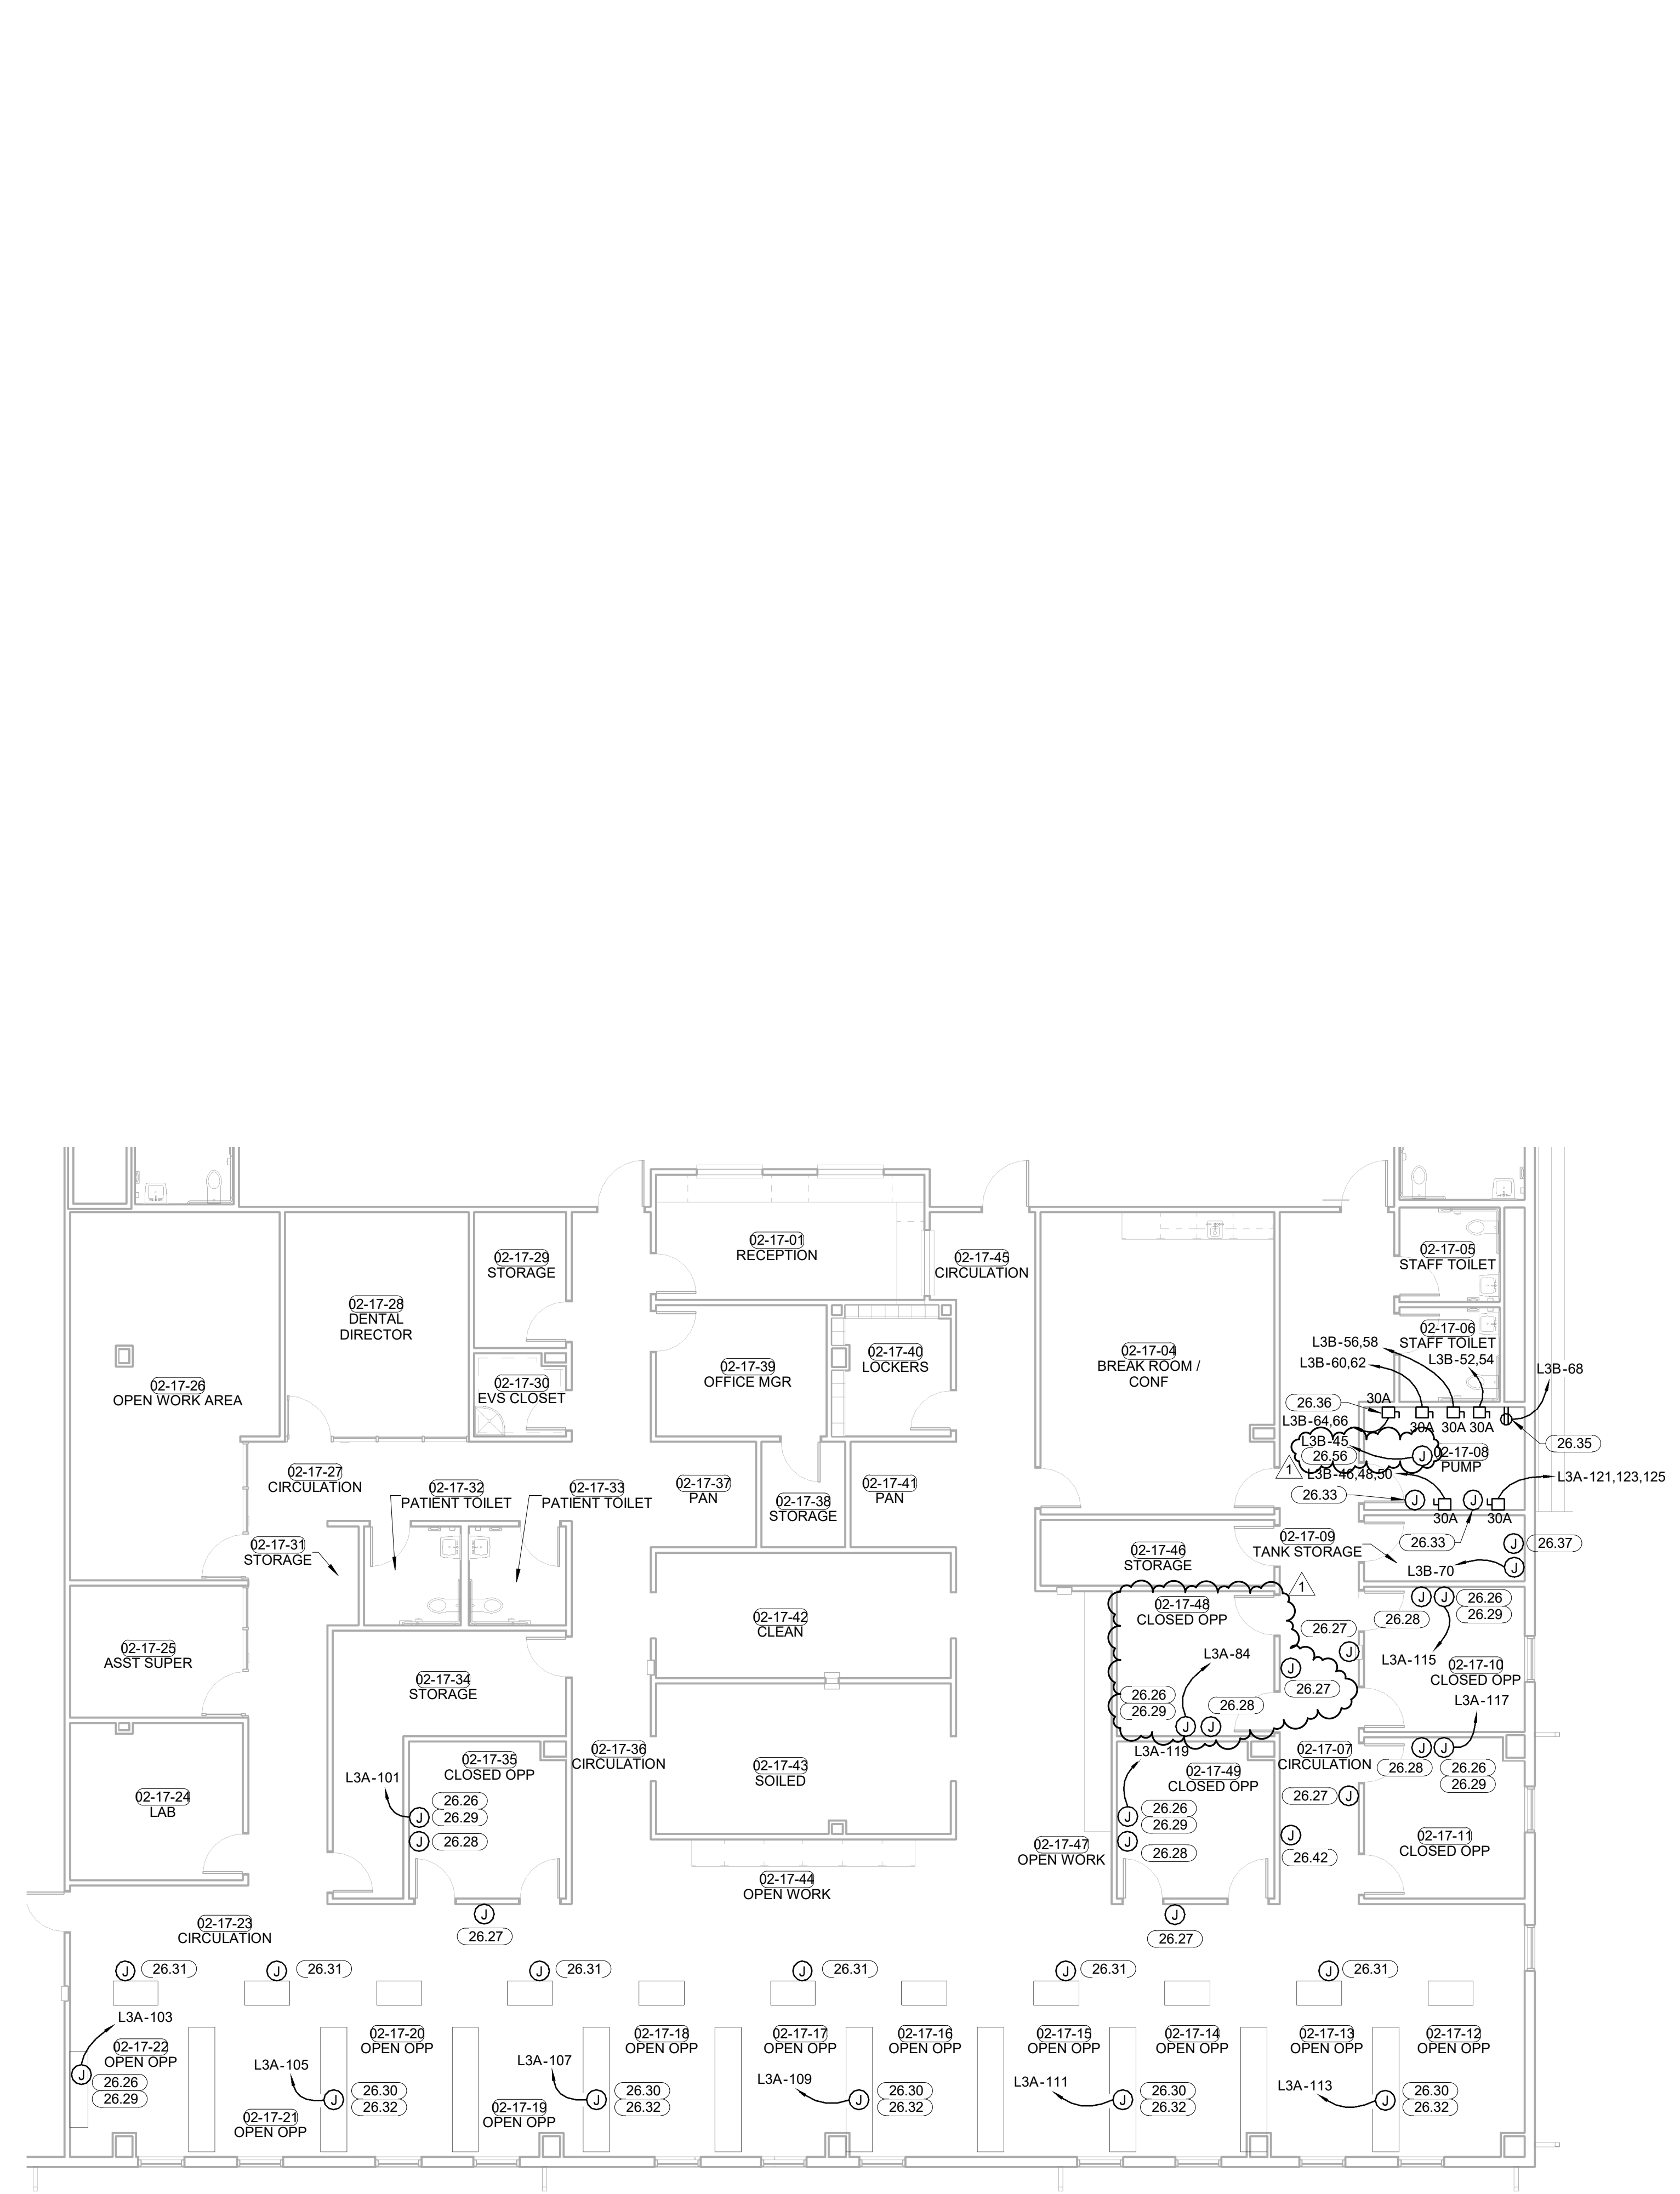 02-17-01
RECEPTION
02-17-29
STORAGE
02-17-45
CIRCULATION
02-17-05
STAFF TOILET
02-17-28
DENTAL
DIRECTOR
02-17-06
STAFF TOILET
L3B-56,58
L3B-60,62
L3B-52,54
L3B-68
02-17-40
LOCKERS
02-17-04
BREAK ROOM /
CONF
02-17-39
OFFICE MGR
02-17-26
OPEN WORK AREA
02-17-30
EVS CLOSET
26.36
30A
L3B-64,66
30A
30A
30A
L3B-45
J
26.56
26.35
02-17-08
PUMP
1
L3B-46,48,50
L3A-121,123,125
26.33
J
J
30A
30A
02-17-27
CIRCULATION
02-17-32
PATIENT TOILET
02-17-33
PATIENT TOILET
02-17-37
PAN
02-17-38
STORAGE
02-17-41
PAN
02-17-31
STORAGE
02-17-46
STORAGE
02-17-09
TANK STORAGE
26.33
J
26.37
L3B-70
J
1
02-17-48
CLOSED OPP
02-17-42
CLEAN
J
J
26.26
26.29
26.28
26.27
J
L3A-115
02-17-10
CLOSED OPP
02-17-25
ASST SUPER
02-17-34
STORAGE
L3A-84
J
26.27
26.26
26.29
26.28
J
J
L3A-117
02-17-36
CIRCULATION
02-17-43
SOILED
02-17-35
CLOSED OPP
L3A-101
26.26
J
26.29
J
26.28
L3A-119
02-17-49
CLOSED OPP
02-17-07
CIRCULATION
J
J
26.28
26.26
26.29
26.27
J
02-17-24
LAB
J
26.26
26.29
J
26.28
J
26.42
02-17-11
CLOSED OPP
02-17-47
OPEN WORK
02-17-44
OPEN WORK
02-17-23
CIRCULATION
J
26.27
J
26.27
J
26.31
J
26.31
J
26.31
J
26.31
J
26.31
J
26.31
L3A-103
02-17-22
OPEN OPP
J
26.26
26.29
02-17-20
OPEN OPP
02-17-18
OPEN OPP
02-17-17
OPEN OPP
02-17-16
OPEN OPP
02-17-15
OPEN OPP
02-17-14
OPEN OPP
02-17-13
OPEN OPP
02-17-12
OPEN OPP
L3A-105
J
26.30
26.32
L3A-107
J
26.30
26.32
L3A-109
J
26.30
26.32
L3A-111
J
26.30
26.32
L3A-113
J
26.30
26.32
02-17-21
OPEN OPP
02-17-19
OPEN OPP